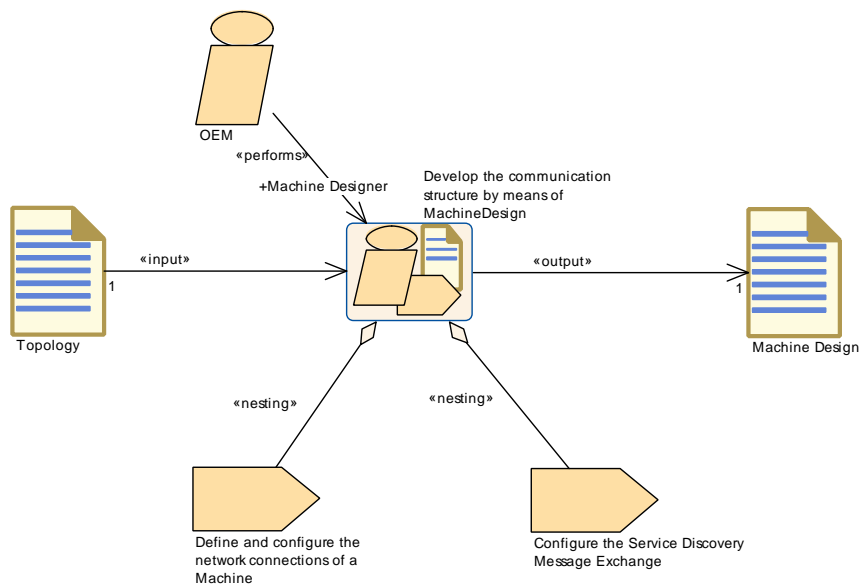 OEM
«performs»
+Machine Designer
Develop the communication
structure by means of
MachineDesign
«input»
1
Topology
«output»
1
Machine Design
«nesting»
«nesting»
Define and configure the
network connections of a
Machine
Configure the Service Discovery
Message Exchange